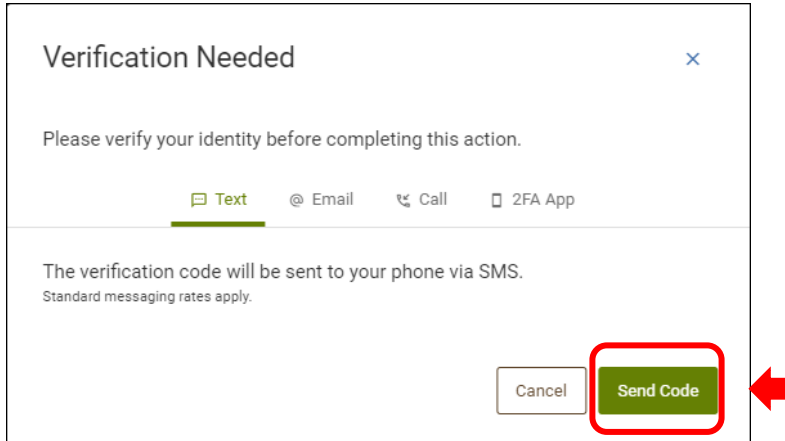 Verification Needed
Please verify your identity before completing this action.
Text @ Email Call 2FA App
The verification code will be sent to your phone via SMS.
Standard messaging rates apply.
Cancel Send Code